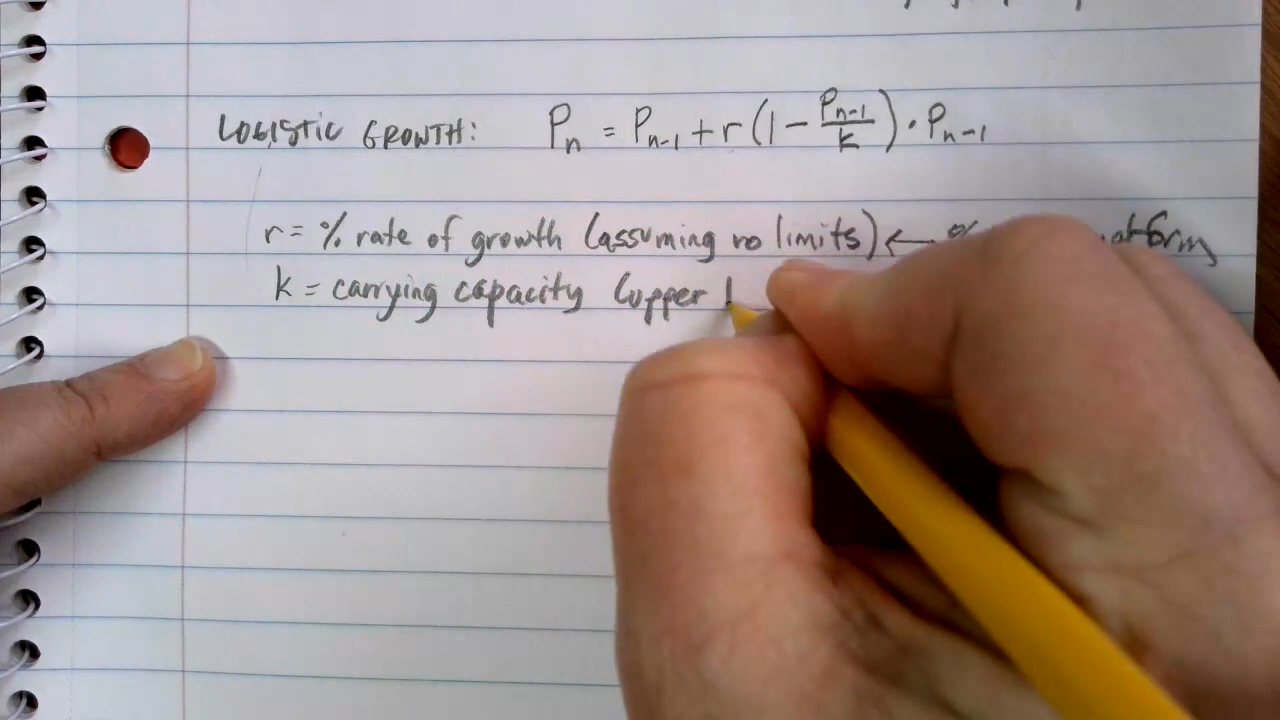 LOGISTIC GROWTH: Pn = Pn-1 + r(1 - Pn-1/k) · Pn-1
r = % rate of growth (assuming no limits) ← %
k = carrying capacity (upper